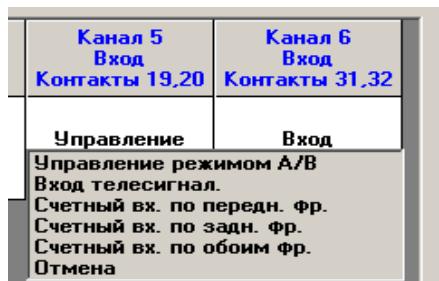 Канал 5 Канал 6
Вход Вход
Контакты 19,20 Контакты 31,32
Управление Вход
Управление режимом А/В
Вход телесигнал.
Счетный вх. по передн. фр.
Счетный вх. по задн. фр.
Счетный вх. по обоим фр.
Отмена